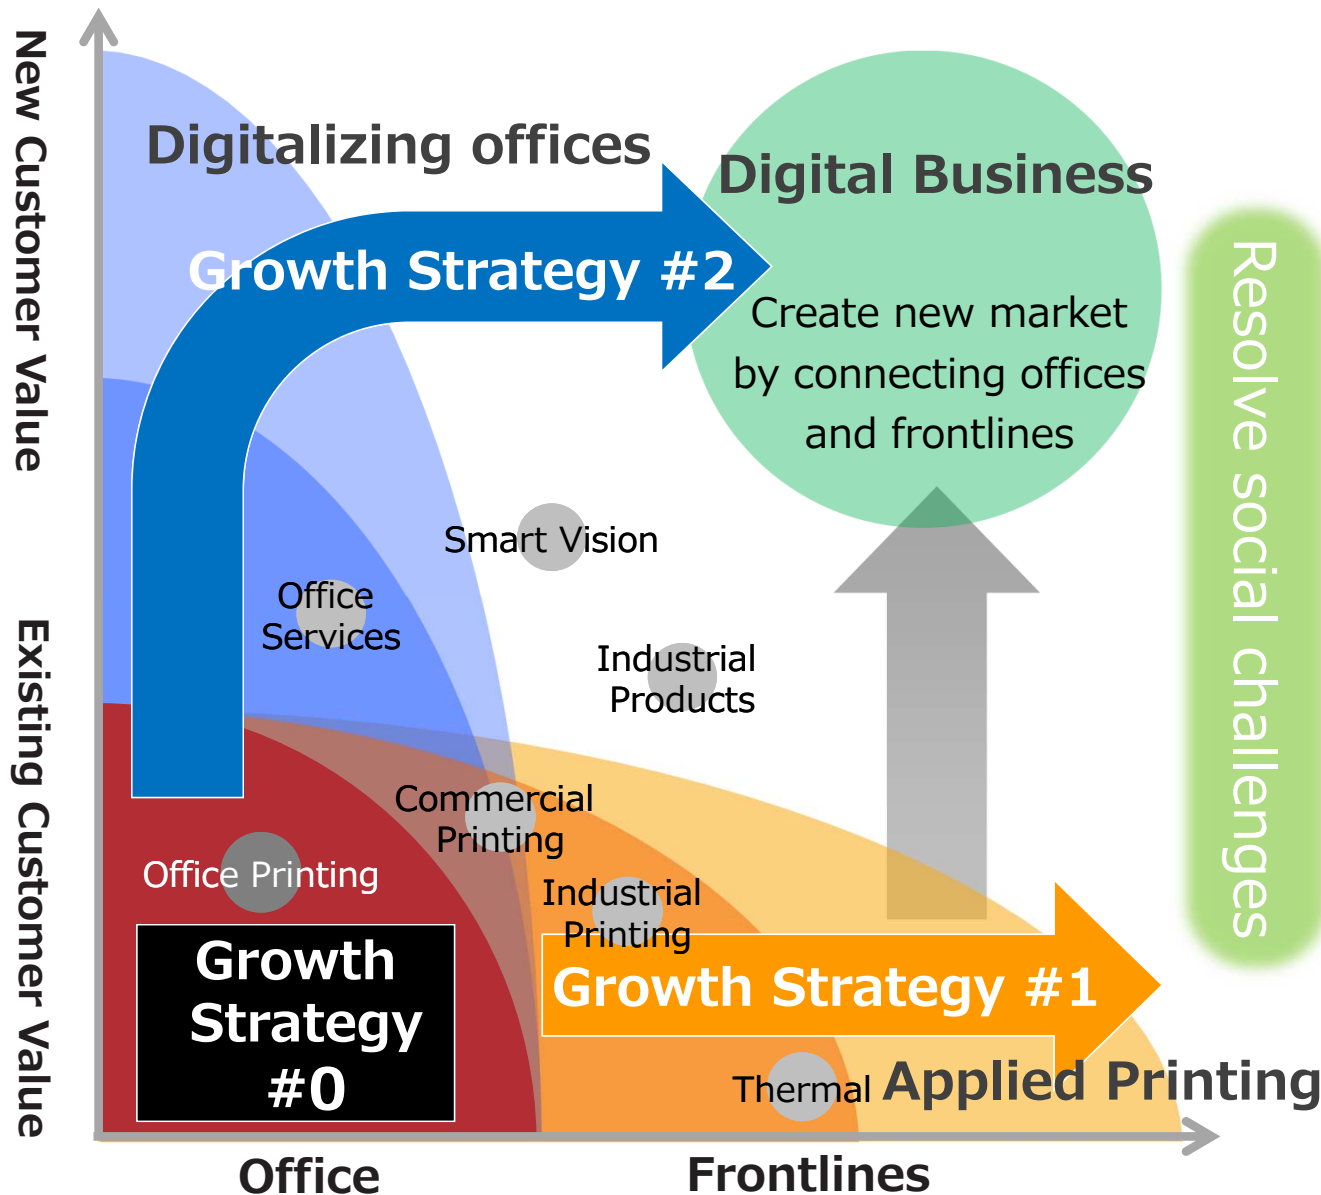 New Customer Value
Existing Customer Value
Digitalizing offices
Digital Business
Growth Strategy #2
Create new market
by connecting offices
and frontlines
Resolve social challenges
Smart Vision
Office
Services
Industrial
Products
Commercial
Printing
Office Printing
Industrial
Printing
Growth
Strategy
#0
Growth Strategy #1
Thermal
Applied Printing
Office
Frontlines